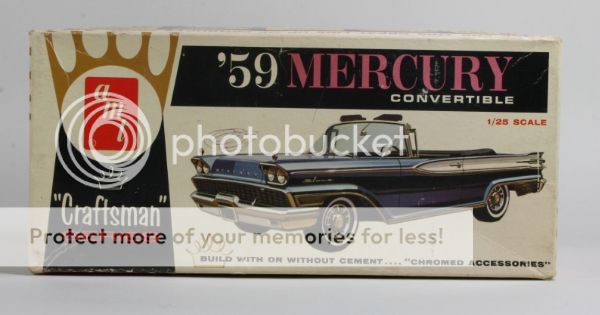 '59 MERCURY
CONVERTIBLE
1/25 SCALE
amt
photobucket
"Craftsman"
Protect more of your memories for less!
BUILD WITH OR WITHOUT CEMENT.... "CHROMED ACCESSORIES"